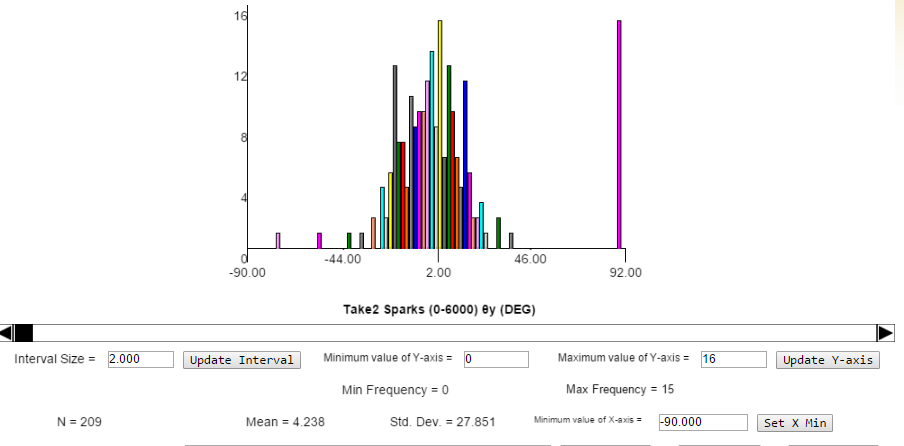 16
12
8
4
0
-90.00 -44.00 2.00 46.00 92.00
Take2 Sparks (0-6000) θy (DEG)
Interval Size = 2.000 Update Interval Minimum value of Y-axis = 0 Maximum value of Y-axis = 16 Update Y-axis
Min Frequency = 0 Max Frequency = 15
N = 209 Mean = 4.238 Std. Dev. = 27.851 Minimum value of X-axis = -90.000 Set X Min